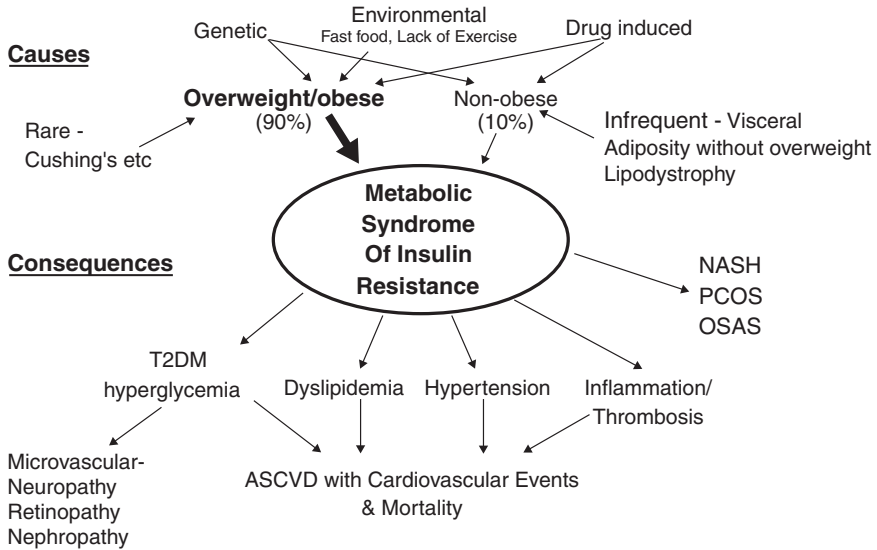 Causes
Genetic
Environmental
Fast food, Lack of Exercise
Drug induced
Overweight/obese
(90%)
Non-obese
(10%)
Rare -
Cushing's etc
Infrequent - Visceral
Adiposity without overweight
Lipodystrophy
Metabolic
Syndrome
Of Insulin
Resistance
Consequences
NASH
PCOS
OSAS
T2DM
hyperglycemia
Dyslipidemia
Hypertension
Inflammation/
Thrombosis
Microvascular-
Neuropathy
Retinopathy
Nephropathy
ASCVD with Cardiovascular Events
& Mortality